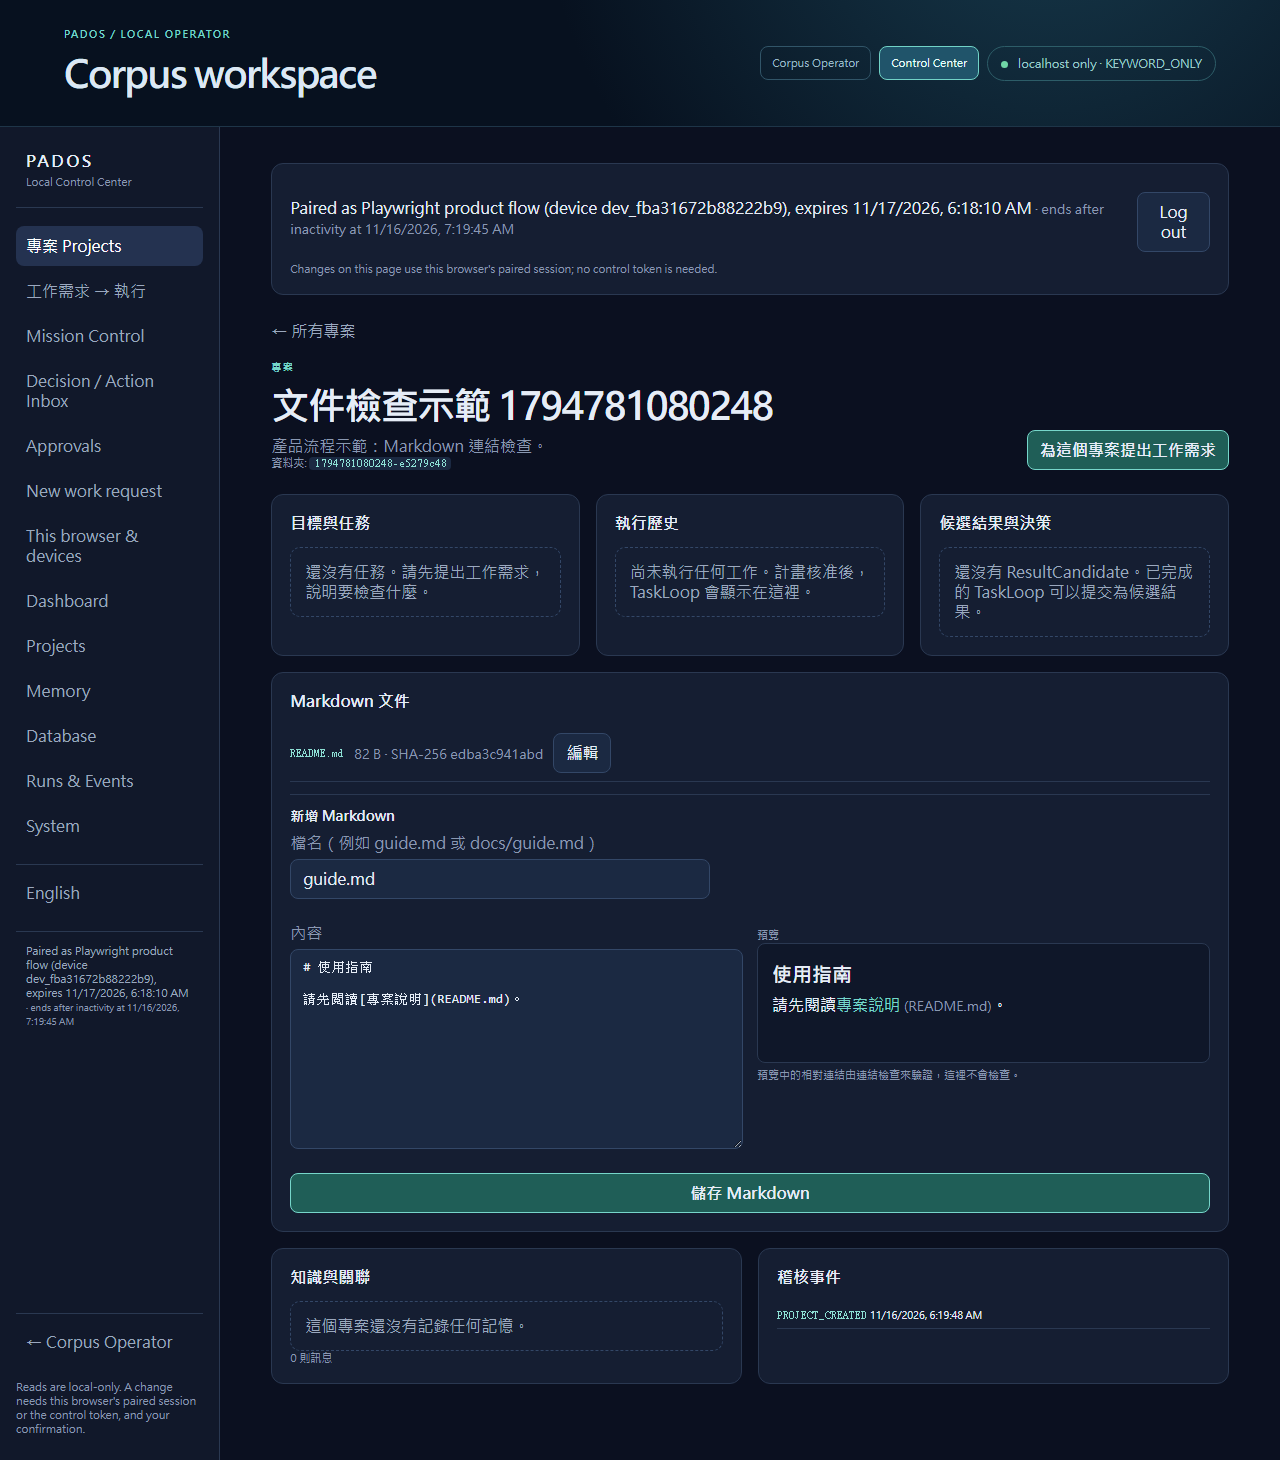 PADOS / LOCAL OPERATOR
Corpus workspace
Corpus Operator
Control Center
localhost only · KEYWORD_ONLY
PADOS
Local Control Center
專案 Projects
工作需求 → 執行
Mission Control
Decision / Action
Inbox
Approvals
New work request
This browser &
devices
Dashboard
Projects
Memory
Database
Runs & Events
System
English
Paired as Playwright product
flow (device
dev_fba31672b88222b9),
expires 11/17/2026, 6:18:10 AM
· ends after inactivity at 11/16/2026,
7:19:45 AM
← Corpus Operator
Reads are local-only. A change
needs this browser's paired session
or the control token, and your
confirmation.
Paired as Playwright product flow (device dev_fba31672b88222b9), expires 11/17/2026, 6:18:10 AM · ends after
inactivity at 11/16/2026, 7:19:45 AM
Log
out
Changes on this page use this browser's paired session; no control token is needed.
← 所有專案
專案
文件檢查示範 1794781080248
產品流程示範：Markdown 連結檢查。
資料夾: 1794781080248-e5279c48
為這個專案提出工作需求
目標與任務
還沒有任務。請先提出工作需求，
說明要檢查什麼。
執行歷史
尚未執行任何工作。計畫核准後，
TaskLoop 會顯示在這裡。
候選結果與決策
還沒有 ResultCandidate。已完成
的 TaskLoop 可以提交為候選結
果。
Markdown 文件
README.md 82 B · SHA-256 edba3c941abd 編輯
新增 Markdown
檔名（例如 guide.md 或 docs/guide.md）
guide.md
內容
# 使用指南
請先閱讀[專案說明](README.md)。
預覽
使用指南
請先閱讀專案說明 (README.md) 。
預覽中的相對連結由連結檢查來驗證，這裡不會檢查。
儲存 Markdown
知識與關聯
這個專案還沒有記錄任何記憶。
0 則訊息
稽核事件
PROJECT_CREATED 11/16/2026, 6:19:48 AM